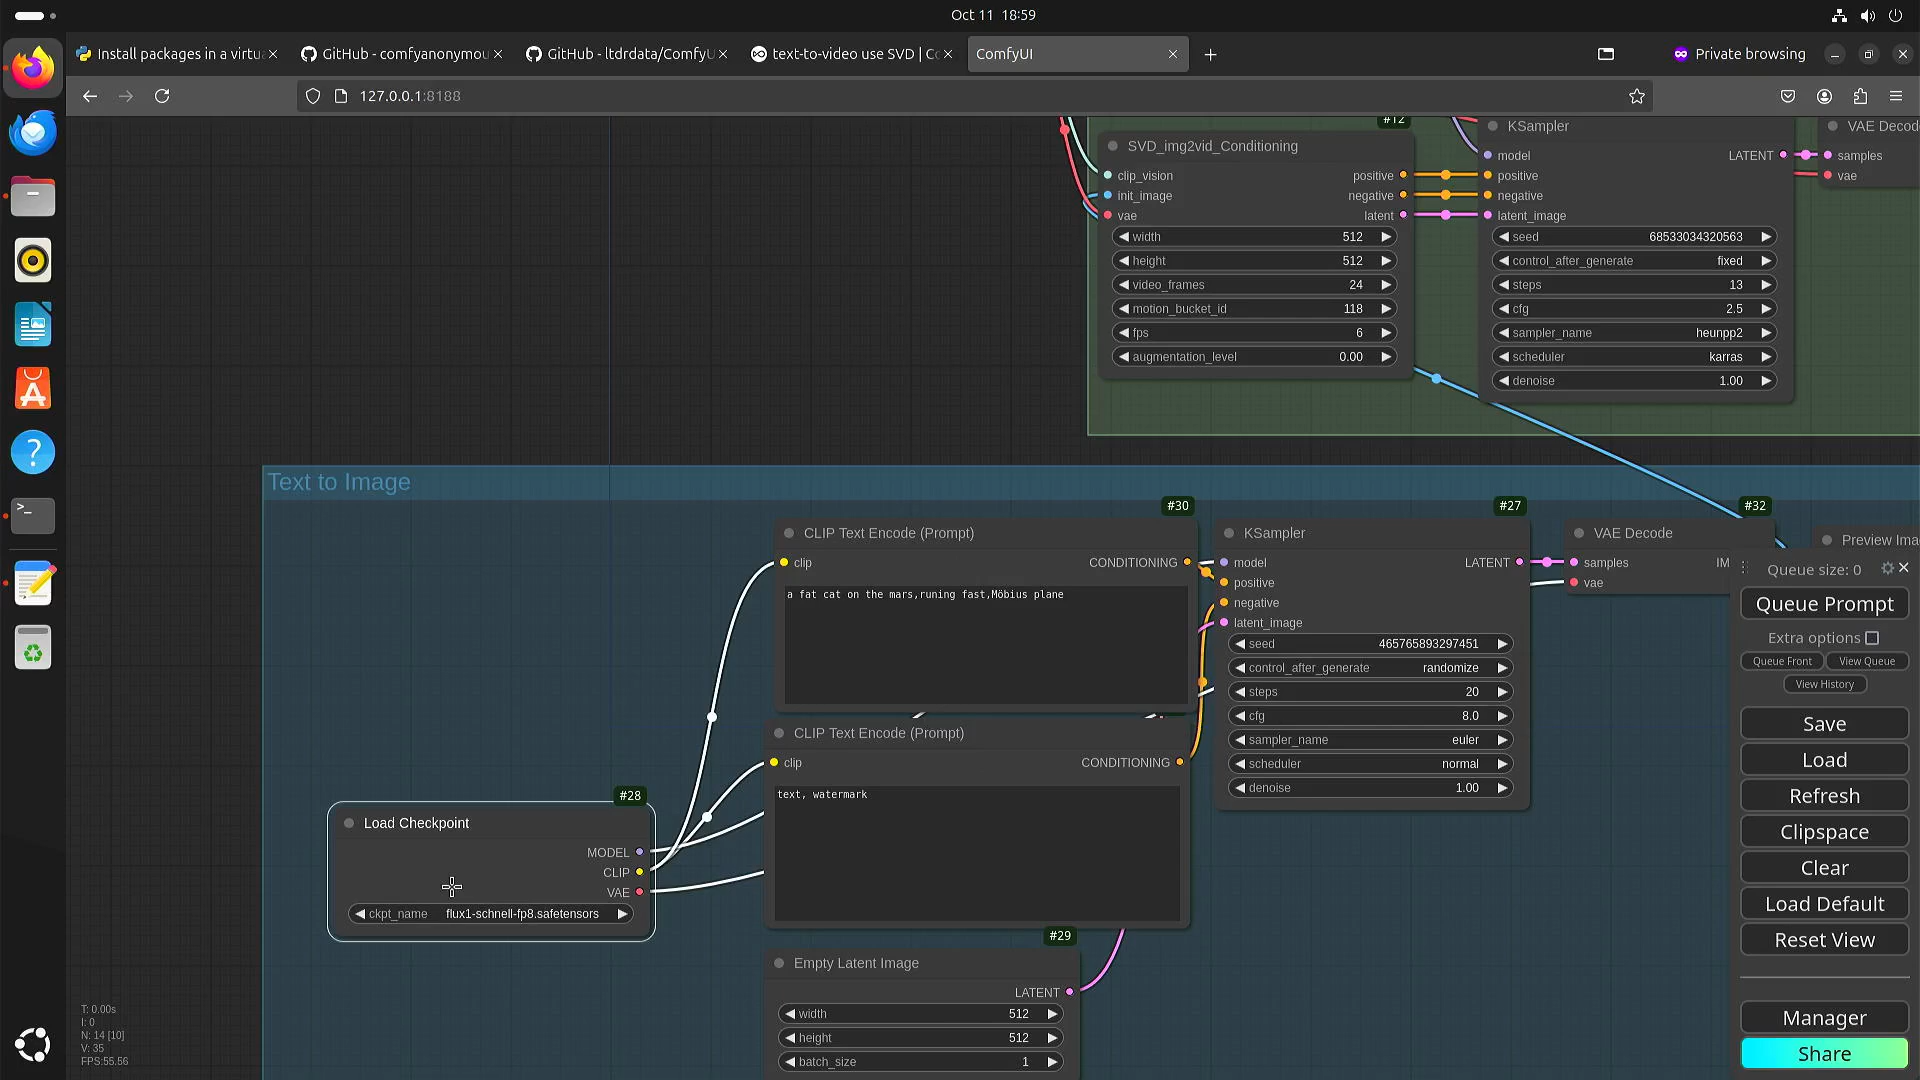 Oct 11 18:59
Install packages in a virtua
GitHub - comfyanonymou
GitHub - ltdrdata/ComfyU
text-to-video use SVD | Co
ComfyUI
Private browsing
127.0.0.1:8188
#12
SVD_img2vid_Conditioning
clip_vision
positive
init_image
negative
vae
latent
width 512
height 512
video_frames 24
motion_bucket_id 118
fps 6
augmentation_level 0.00
KSampler
model
LATENT
positive
negative
latent_image
seed 68533034320563
control_after_generate fixed
steps 13
cfg 2.5
sampler_name heunpp2
scheduler karras
denoise 1.00
VAE Decod
samples
vae
Text to Image
#30
CLIP Text Encode (Prompt)
clip
CONDITIONING
a fat cat on the mars,runing fast,Möbius plane
CLIP Text Encode (Prompt)
clip
CONDITIONING
text, watermark
#27
KSampler
model
LATENT
positive
negative
latent_image
seed 465765893297451
control_after_generate randomize
steps 20
cfg 8.0
sampler_name euler
scheduler normal
denoise 1.00
#32
VAE Decode
samples
IM
vae
Preview Imag
#28
Load Checkpoint
MODEL
CLIP
VAE
ckpt_name flux1-schnell-fp8.safetensors
#29
Empty Latent Image
LATENT
width 512
height 512
batch_size 1
Queue size: 0
Queue Prompt
Extra options
Queue Front
View Queue
View History
Save
Load
Refresh
Clipspace
Clear
Load Default
Reset View
Manager
Share
T: 0.00s
I: 0
N: 14 [10]
V: 35
FPS:55.56